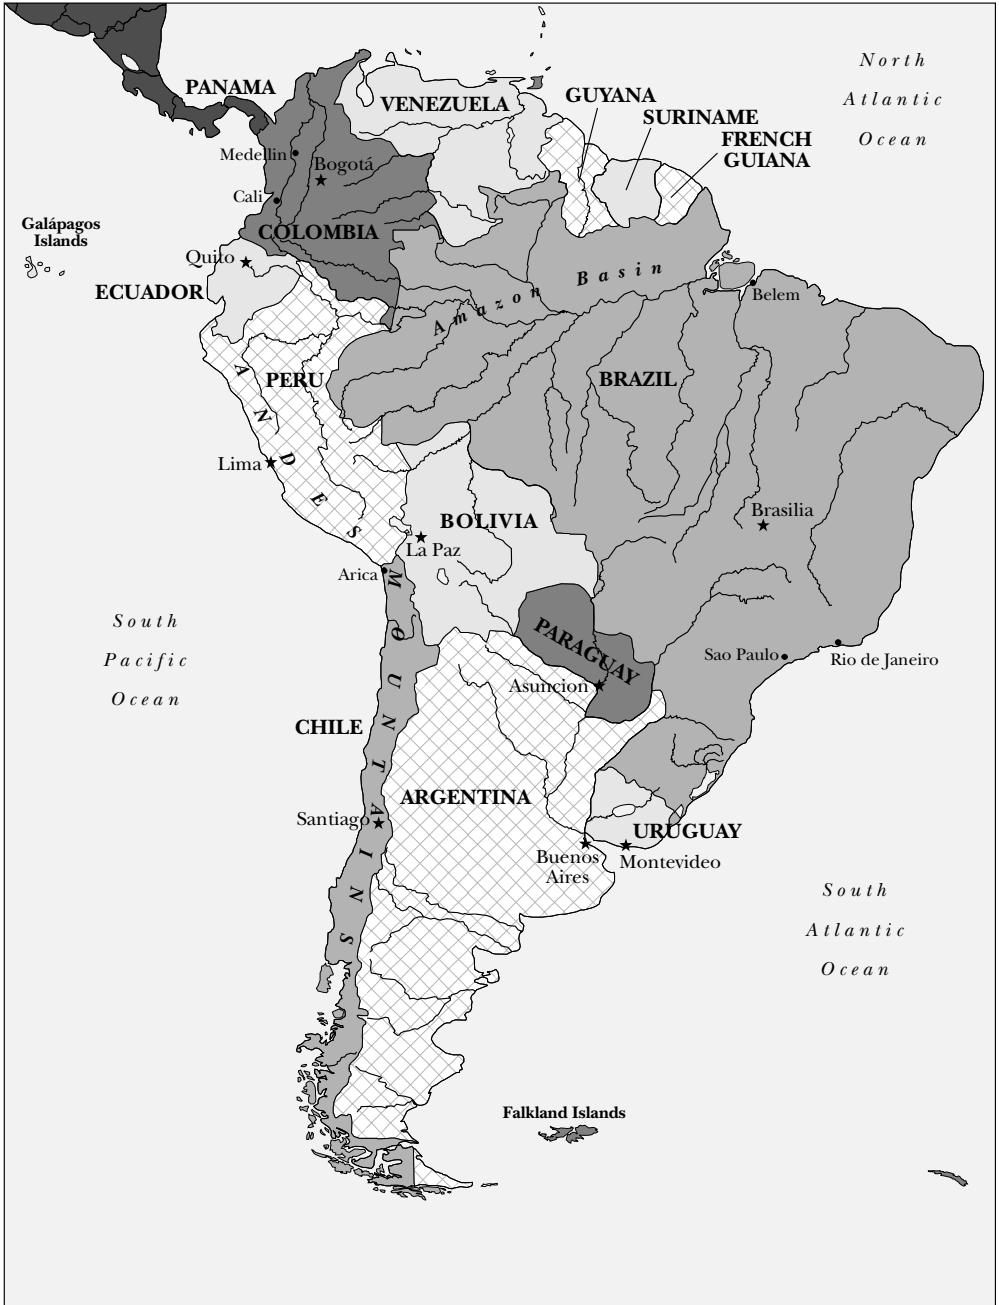 North
Atlantic
Ocean
PANAMA
VENEZUELA
GUYANA
SURINAME
FRENCH
GUIANA
Medellin
Bogotá
Cali
COLOMBIA
Galápagos
Islands
Quito
ECUADOR
Amazon Basin
Belem
PERU
BRAZIL
ANDES MOUNTAINS
Lima
BOLIVIA
La Paz
Brasilia
Arica
South
Pacific
Ocean
PARAGUAY
Asuncion
Sao Paulo
Rio de Janeiro
CHILE
ARGENTINA
Santiago
URUGUAY
Buenos
Aires
Montevideo
South
Atlantic
Ocean
Falkland Islands